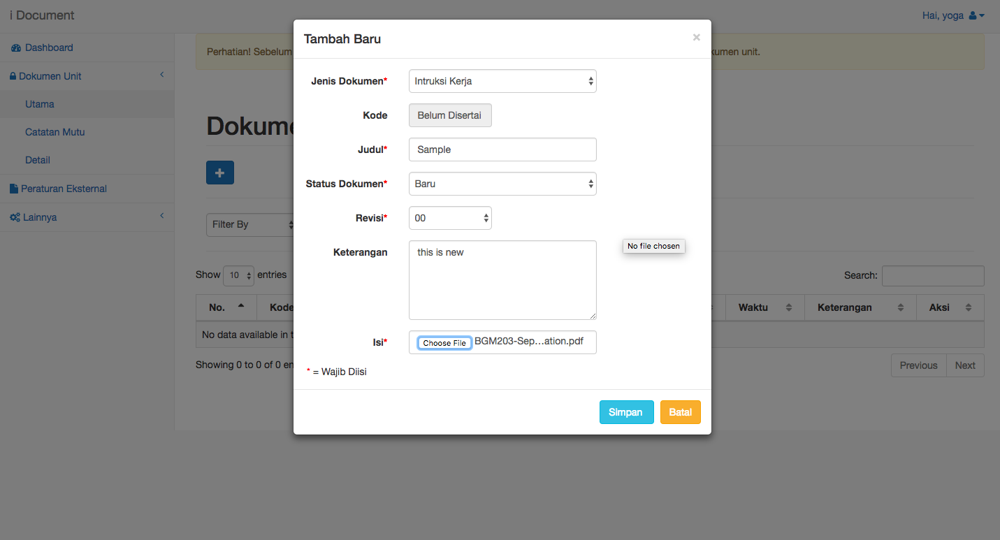 i Document
Hai, yoga
Dashboard
Dokumen Unit
Utama
Catatan Mutu
Detail
Peraturan Eksternal
Lainnya
Perhatian! Sebelum
kumen unit.
Dokume
Filter By
Show 10 entries
Search:
No. Kode
Waktu Keterangan Aksi
No data available in t
Showing 0 to 0 of 0 en
Previous Next
Tambah Baru
×
Jenis Dokumen* Intruksi Kerja
Kode Belum Disertai
Judul* Sample
Status Dokumen* Baru
Revisi* 00
Keterangan this is new
No file chosen
Isi* Choose File BGM203-Sep...ation.pdf
* = Wajib Diisi
Simpan Batal